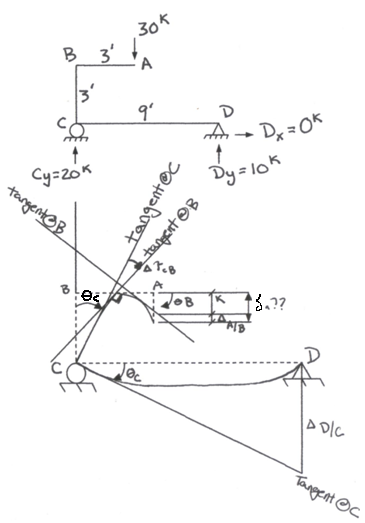 30K
B 3' A
3'
9'
C D
Dx=0K
Cy=20K Dy=10K
tangent@B
tangent@C
tangent@B
ΔτCB
B θc A θB K S.??
ΔA/B
C θc D
ΔD/C
Tangent@C